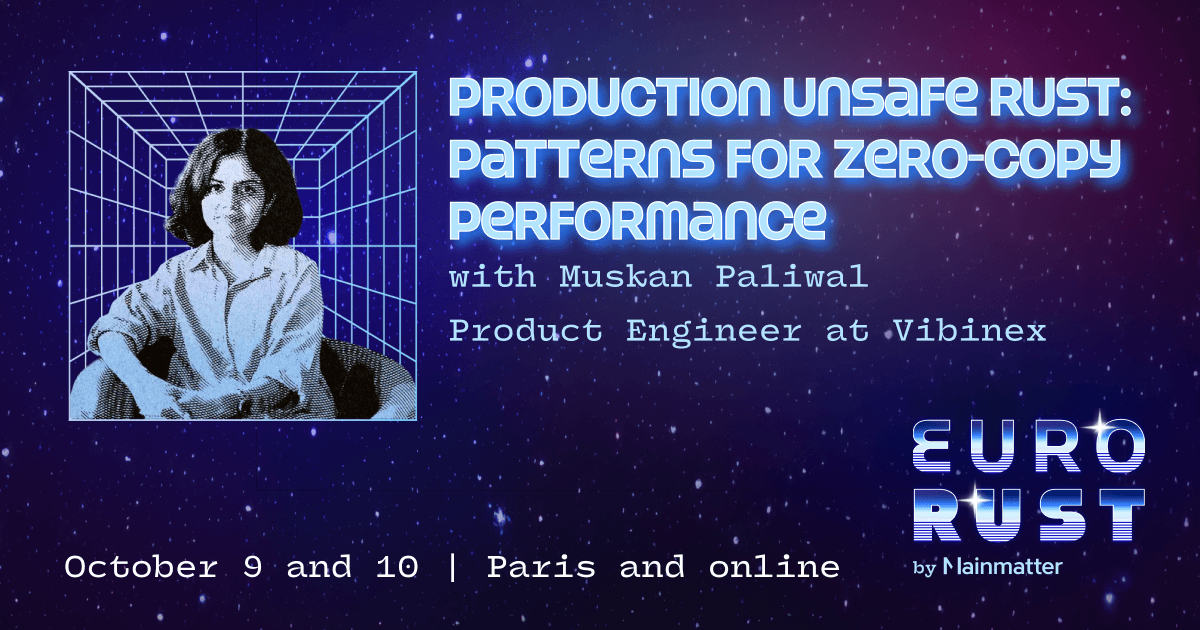 PRODUCTION UNSAFE RUST:
PATTERNS FOR ZERO-COPY
PERFORMANCE
with Muskan Paliwal
Product Engineer at Vibinex
EURO
RUST
by Mainmatter
October 9 and 10 | Paris and online